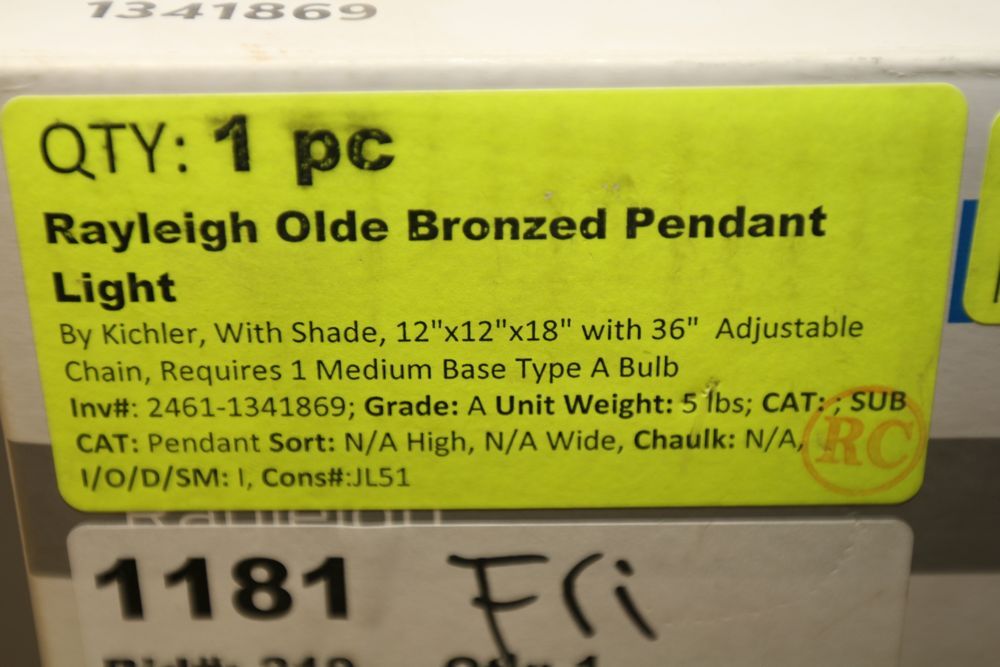 1341869
QTY: 1 pc
Rayleigh Olde Bronzed Pendant
Light
By Kichler, With Shade, 12"x12"x18" with 36" Adjustable
Chain, Requires 1 Medium Base Type A Bulb
Inv#: 2461-1341869; Grade: A Unit Weight: 5 lbs; CAT: , SUB
CAT: Pendant Sort: N/A High, N/A Wide, Chaulk: N/A,
I/O/D/SM: I, Cons#:JL51
RC
Rayleigh
1181 Fri